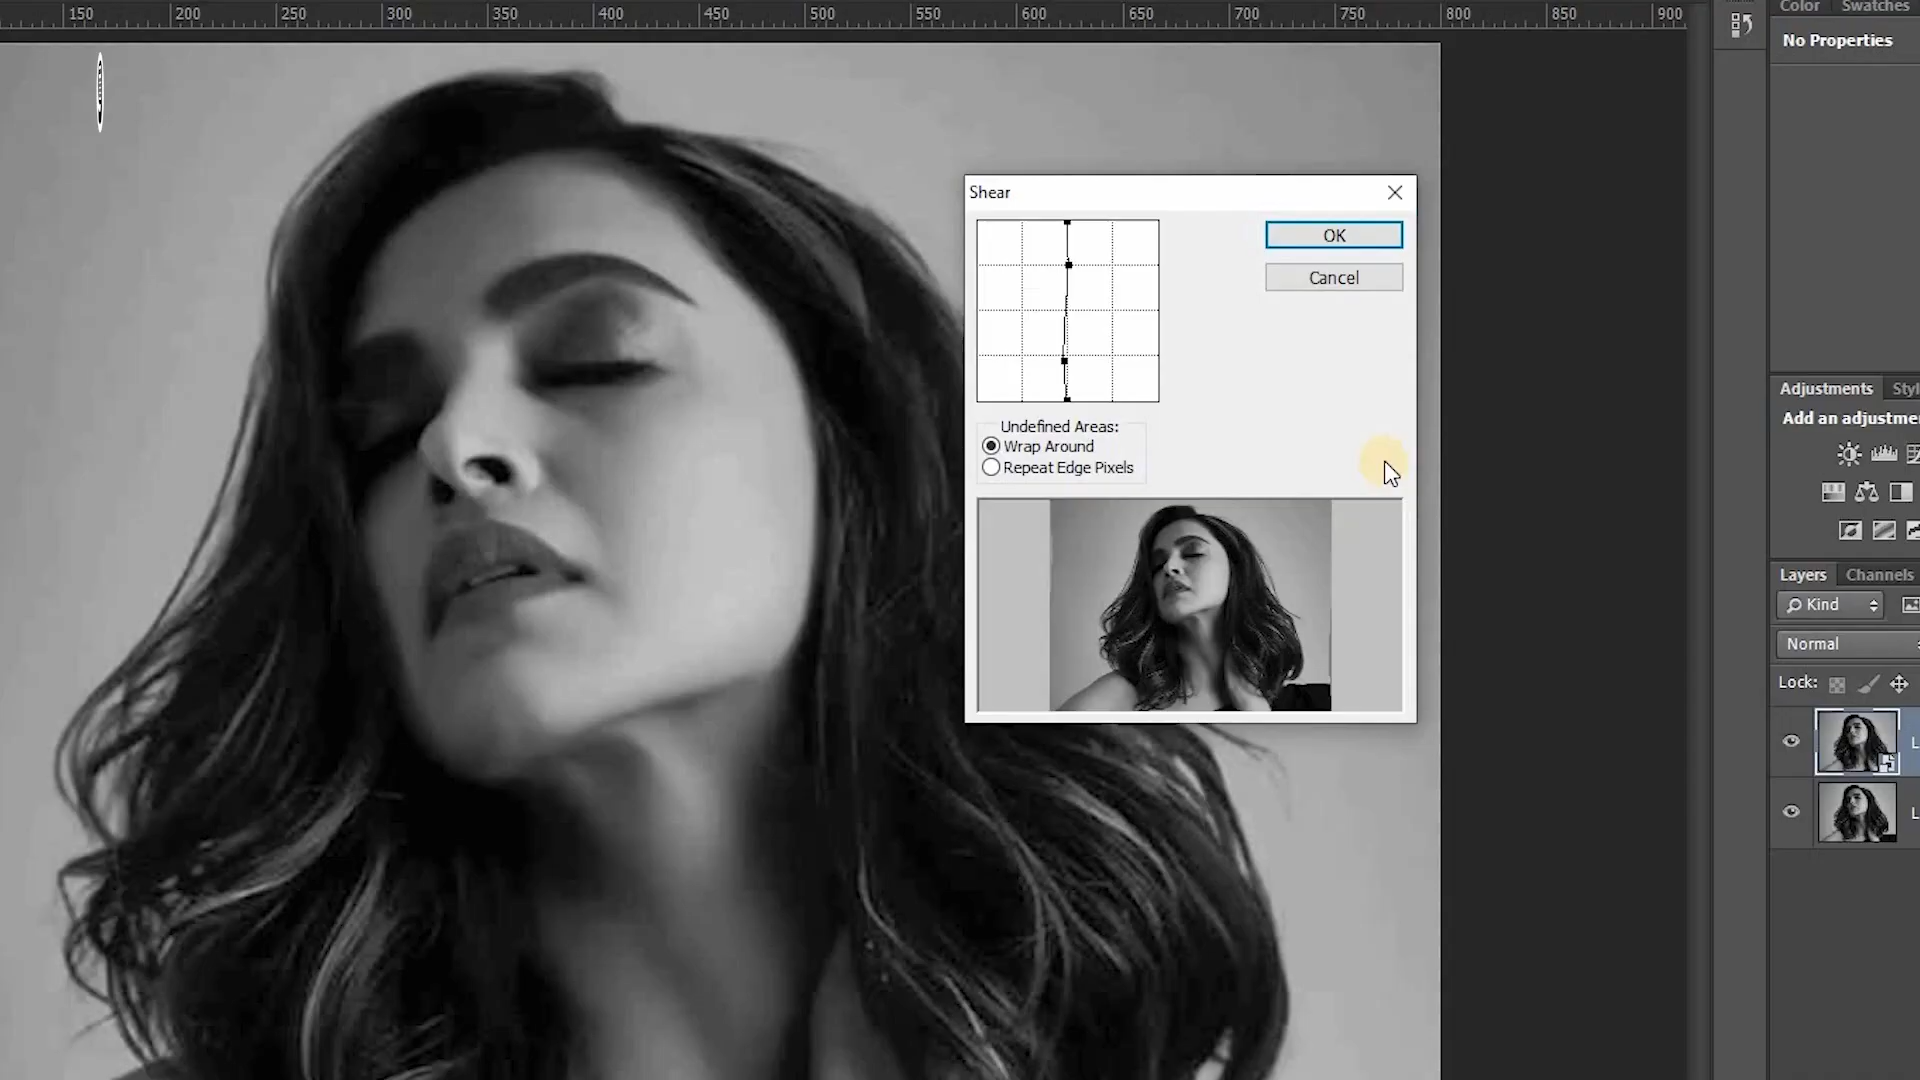 150 200 250 300 350 400 450 500 550 600 650 700 750 800 850 900
Color Swatches
No Properties
Shear
OK
Cancel
Undefined Areas:
Wrap Around
Repeat Edge Pixels
Adjustments
Add an
Layers Channels
Kind
Normal
Lock: